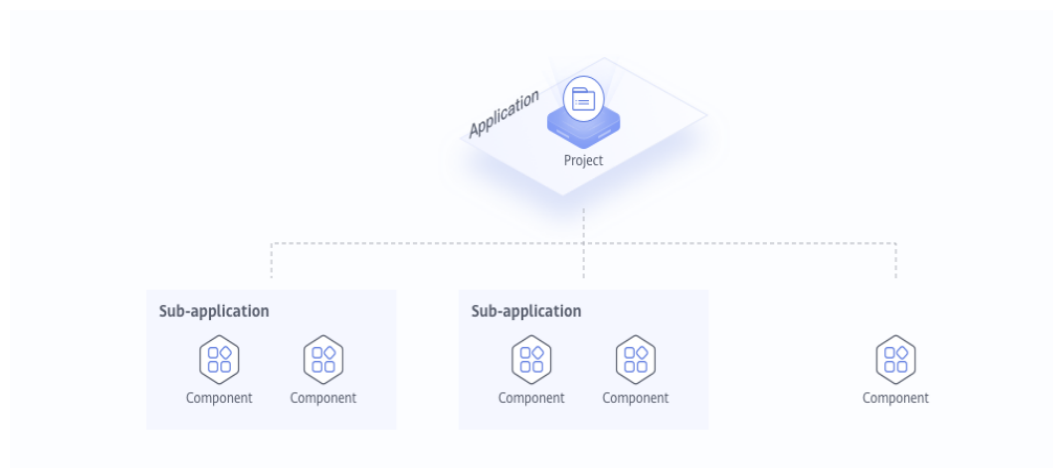 Application
Project
Sub-application
Component
Component
Sub-application
Component
Component
Component